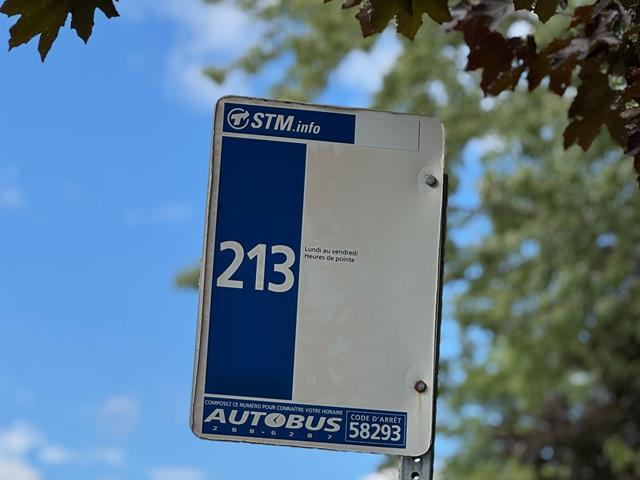 STM.info
213
Lundi au vendredi
Heures de pointe
COMPOSEZ CE NUMÉRO POUR CONNAÎTRE VOTRE HORAIRE
AUTOBUS
288-6287
CODE D'ARRÊT
58293